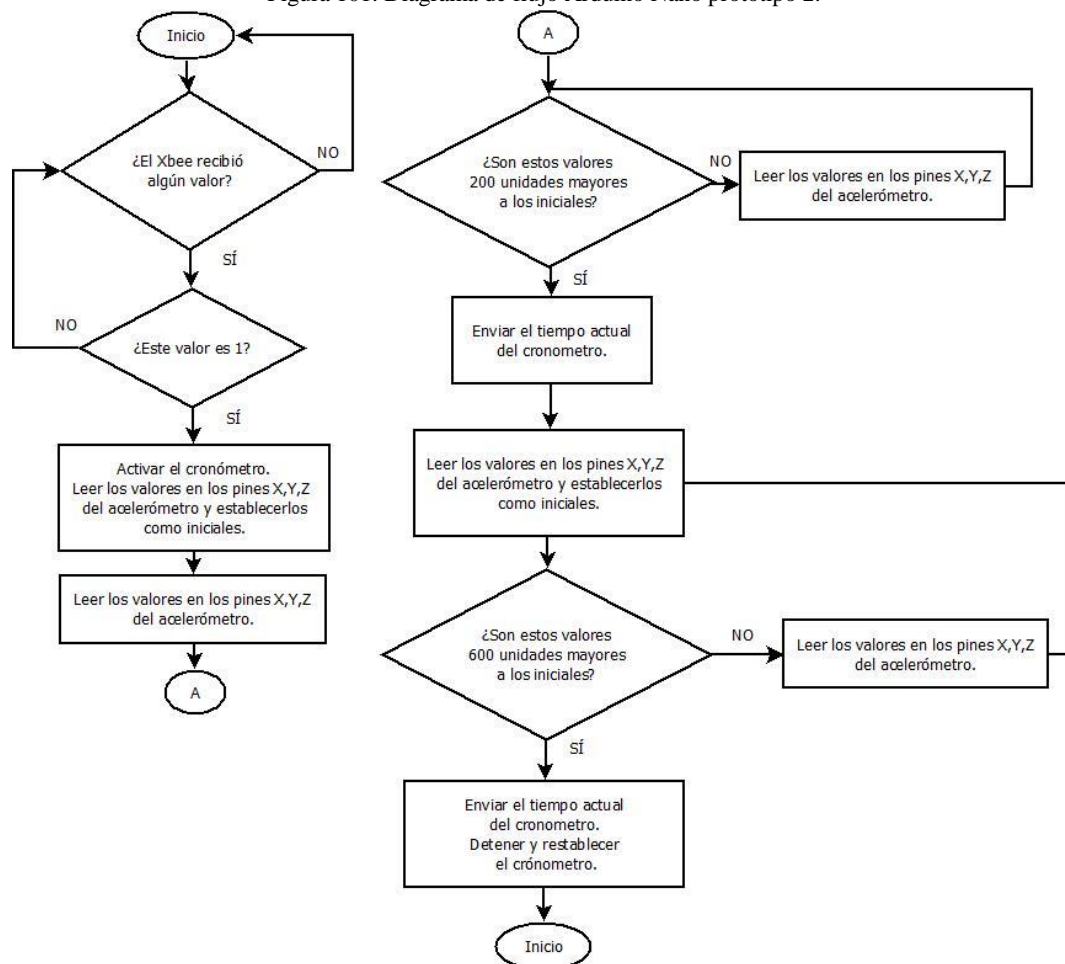 Figura 161. Diagrama de flujo Arduino Nano prototipo 2.
Inicio
¿El Xbee recibió
algún valor?
NO
SÍ
¿Este valor es 1?
NO
SÍ
Activar el cronómetro.
Leer los valores en los pines X,Y,Z
del acelerómetro y establecerlos
como iniciales.
Leer los valores en los pines X,Y,Z
del acelerómetro.
A
A
¿Son estos valores
200 unidades mayores
a los iniciales?
NO
Leer los valores en los pines X,Y,Z
del acelerómetro.
SÍ
Enviar el tiempo actual
del cronometro.
Leer los valores en los pines X,Y,Z
del acelerómetro y establecerlos
como iniciales.
¿Son estos valores
600 unidades mayores
a los iniciales?
NO
Leer los valores en los pines X,Y,Z
del acelerómetro.
SÍ
Enviar el tiempo actual
del cronometro.
Detener y restablecer
el crónometro.
Inicio